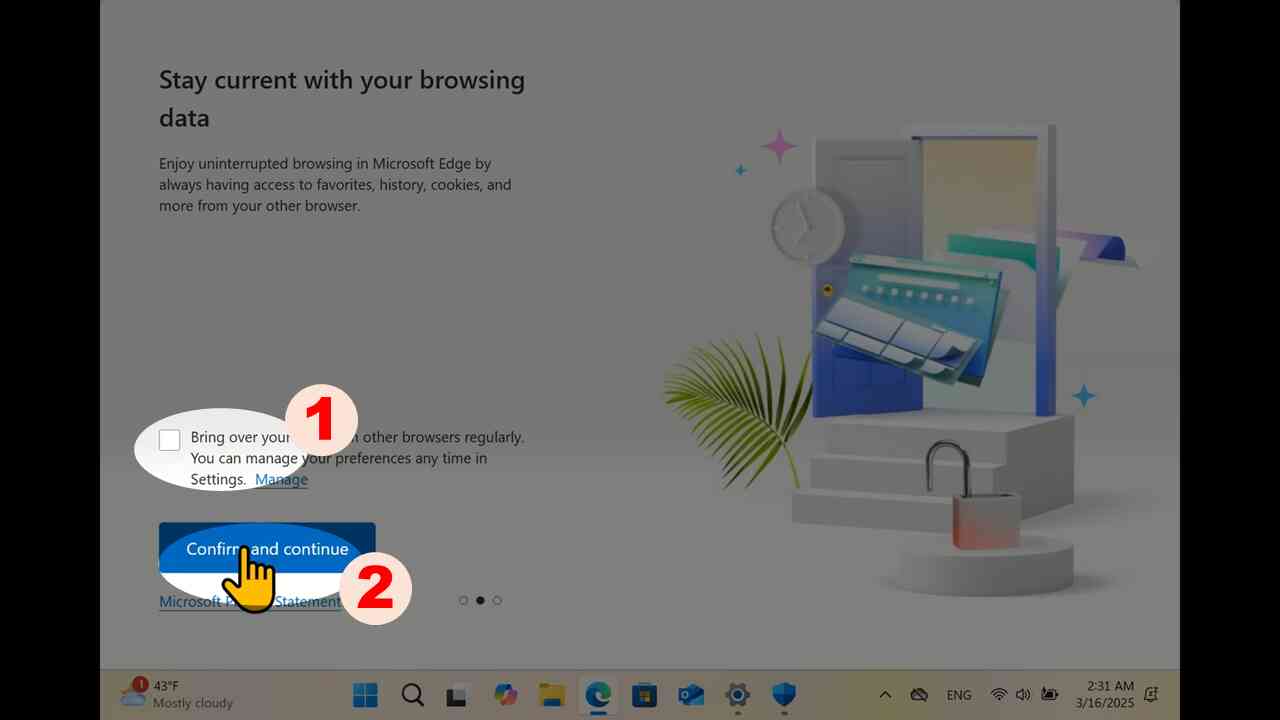 Stay current with your browsing
data
Enjoy uninterrupted browsing in Microsoft Edge by
always having access to favorites, history, cookies, and
more from your other browser.
1
Bring over your other browsers regularly.
You can manage your preferences any time in
Settings. Manage
Confirm and continue
2
Microsoft Statement
1
43°F
Mostly cloudy
ENG
2:31 AM
3/16/2025